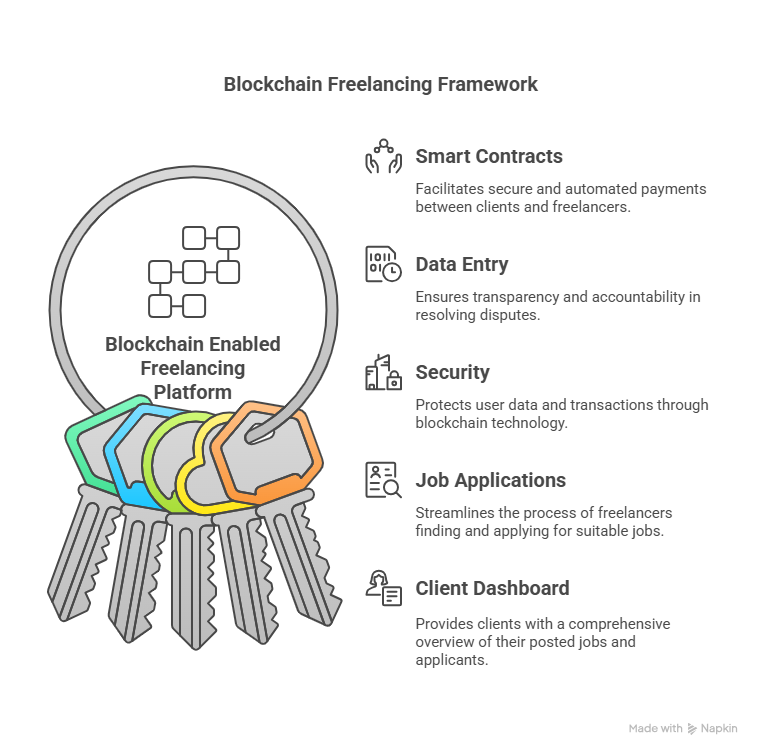 Blockchain Freelancing Framework
Blockchain Enabled
Freelancing
Platform
Smart Contracts
Facilitates secure and automated payments
between clients and freelancers.
Data Entry
Ensures transparency and accountability in
resolving disputes.
Security
Protects user data and transactions through
blockchain technology.
Job Applications
Streamlines the process of freelancers
finding and applying for suitable jobs.
Client Dashboard
Provides clients with a comprehensive
overview of their posted jobs and
applicants.
Made with Napkin